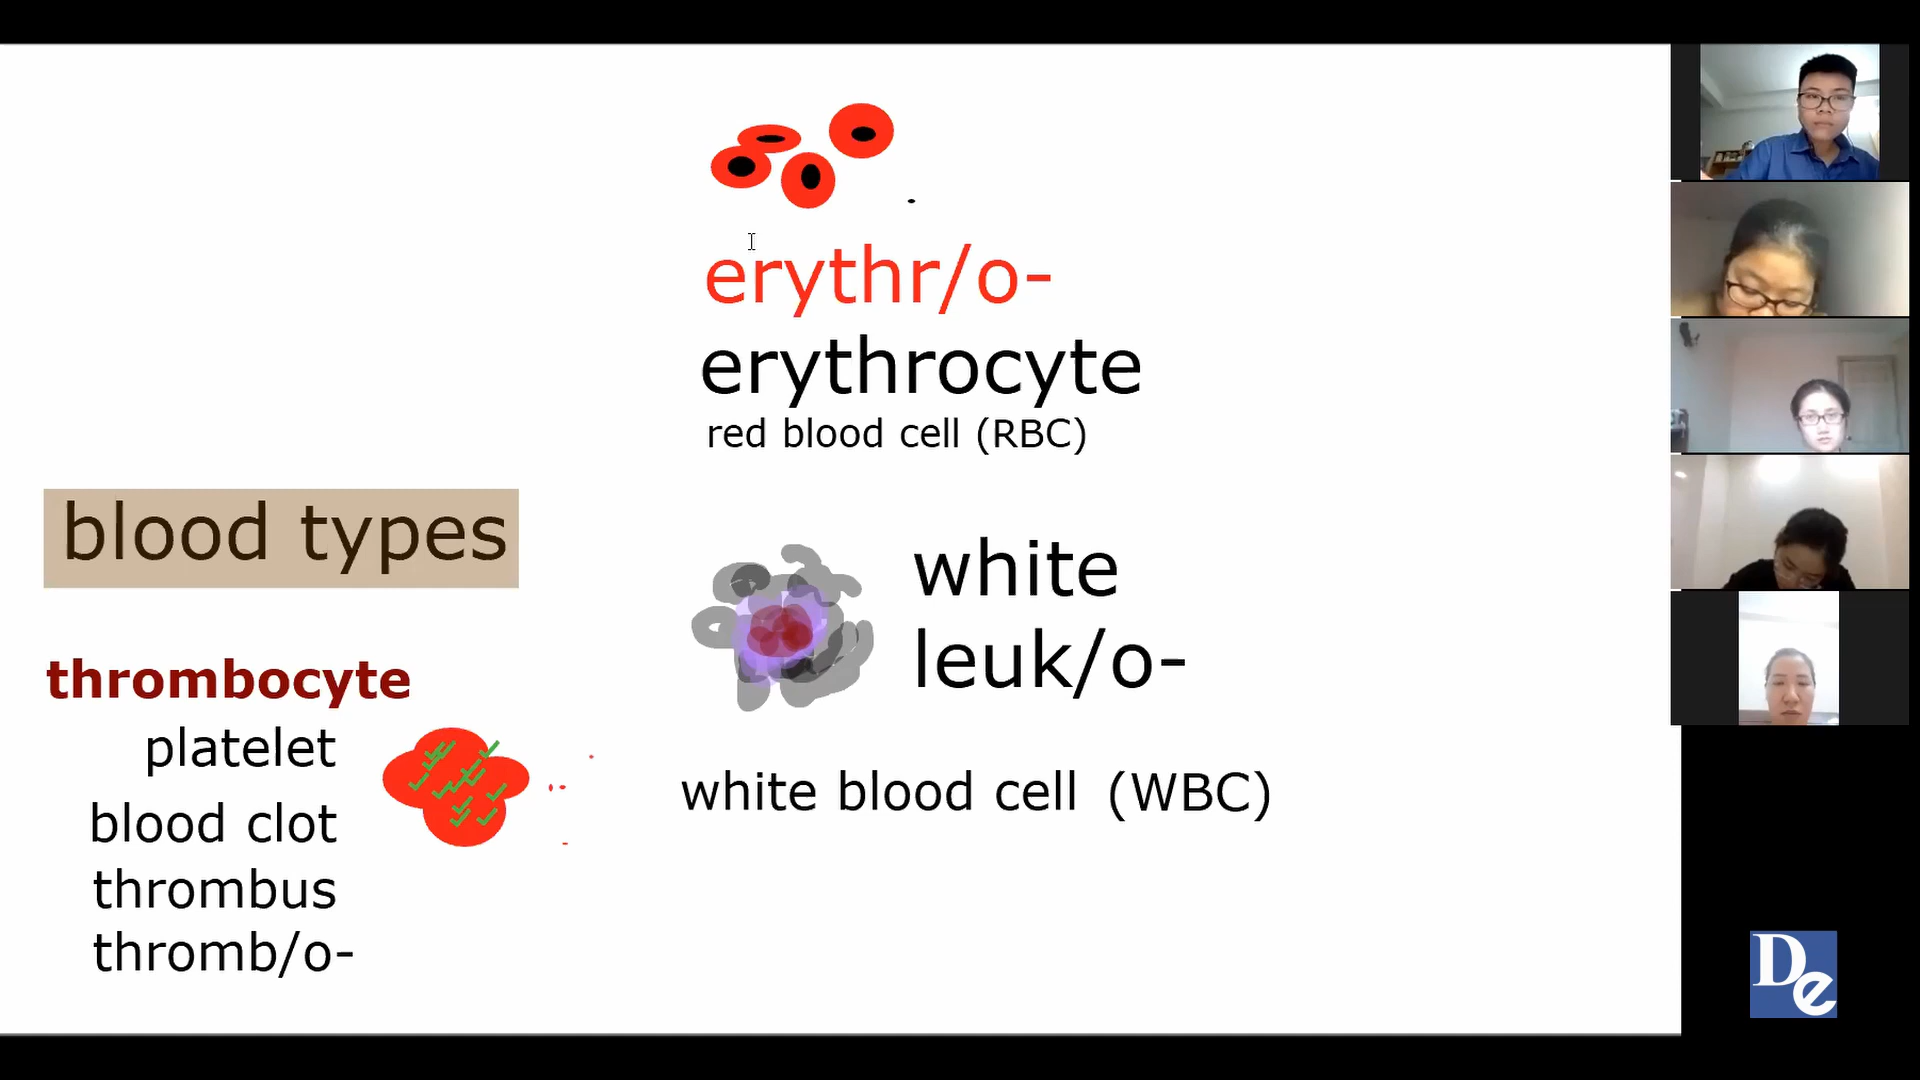 erythr/o-
erythrocyte
red blood cell (RBC)
blood types
white
leuk/o-
thrombocyte
platelet
blood clot
thrombus
thromb/o-
white blood cell (WBC)
De